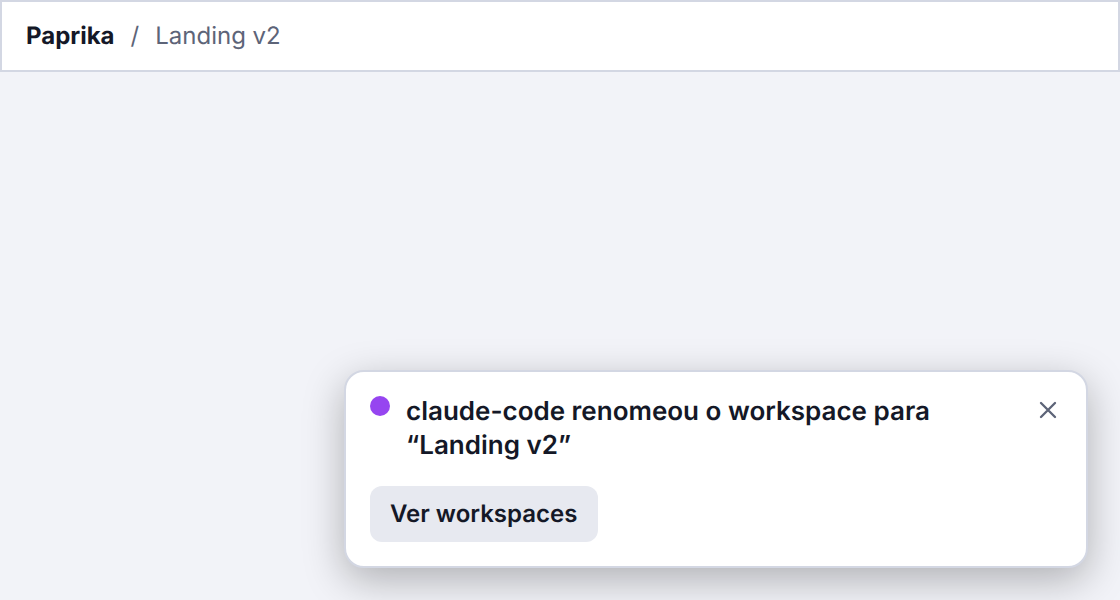 Paprika / Landing v2
claude-code renomeou o workspace para
“Landing v2”
Ver workspaces